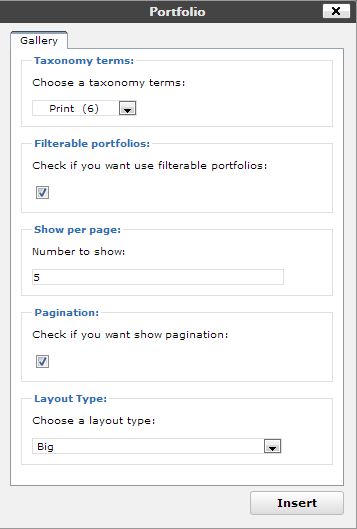 Portfolio
Gallery
Taxonomy terms:
Choose a taxonomy terms:
Print (6)
Filterable portfolios:
Check if you want use filterable portfolios:
Show per page:
Number to show:
5
Pagination:
Check if you want show pagination:
Layout Type:
Choose a layout type:
Big
Insert